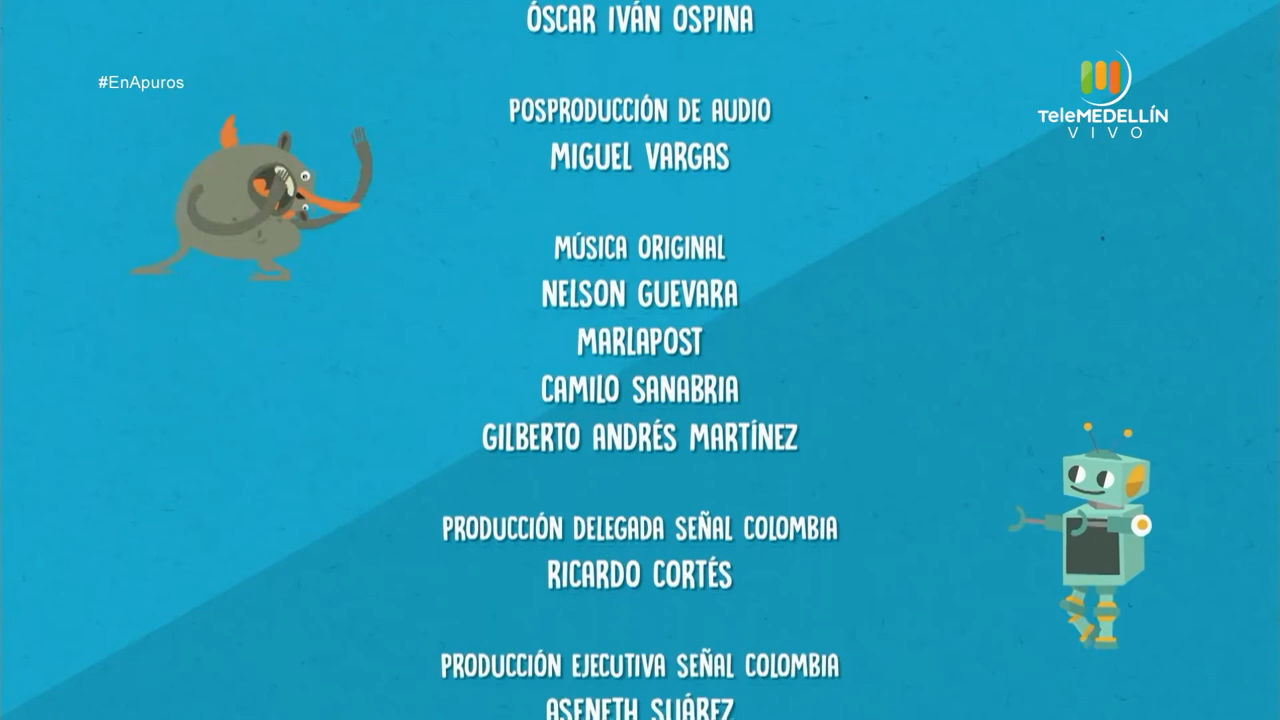 ÓSCAR IVÁN OSPINA
#EnApuros
TeleMEDELLÍN
VIVO
POSPRODUCCIÓN DE AUDIO
MIGUEL VARGAS
MÚSICA ORIGINAL
NELSON GUEVARA
MARLAPOST
CAMILO SANABRIA
GILBERTO ANDRÉS MARTÍNEZ
PRODUCCIÓN DELEGADA SEÑAL COLOMBIA
RICARDO CORTÉS
PRODUCCIÓN EJECUTIVA SEÑAL COLOMBIA
ASENETH SUÁREZ